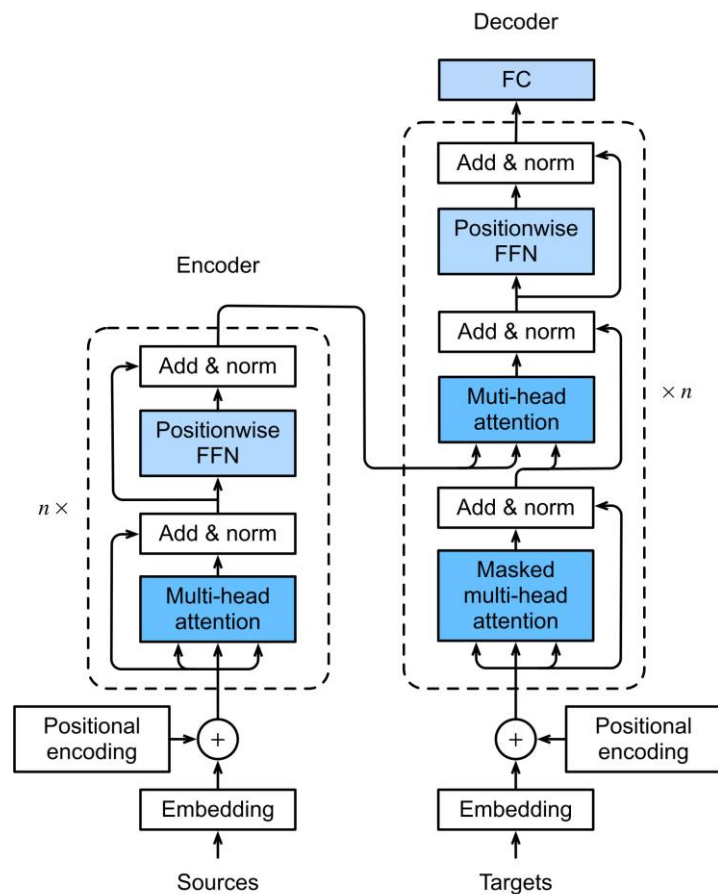 Decoder
FC
Add & norm
Positionwise
FFN
Encoder
Add & norm
Add & norm
Muti-head
attention
× n
Positionwise
FFN
n ×
Add & norm
Add & norm
Multi-head
attention
Masked
multi-head
attention
Positional
encoding
+
+
Positional
encoding
Embedding
Embedding
Sources
Targets